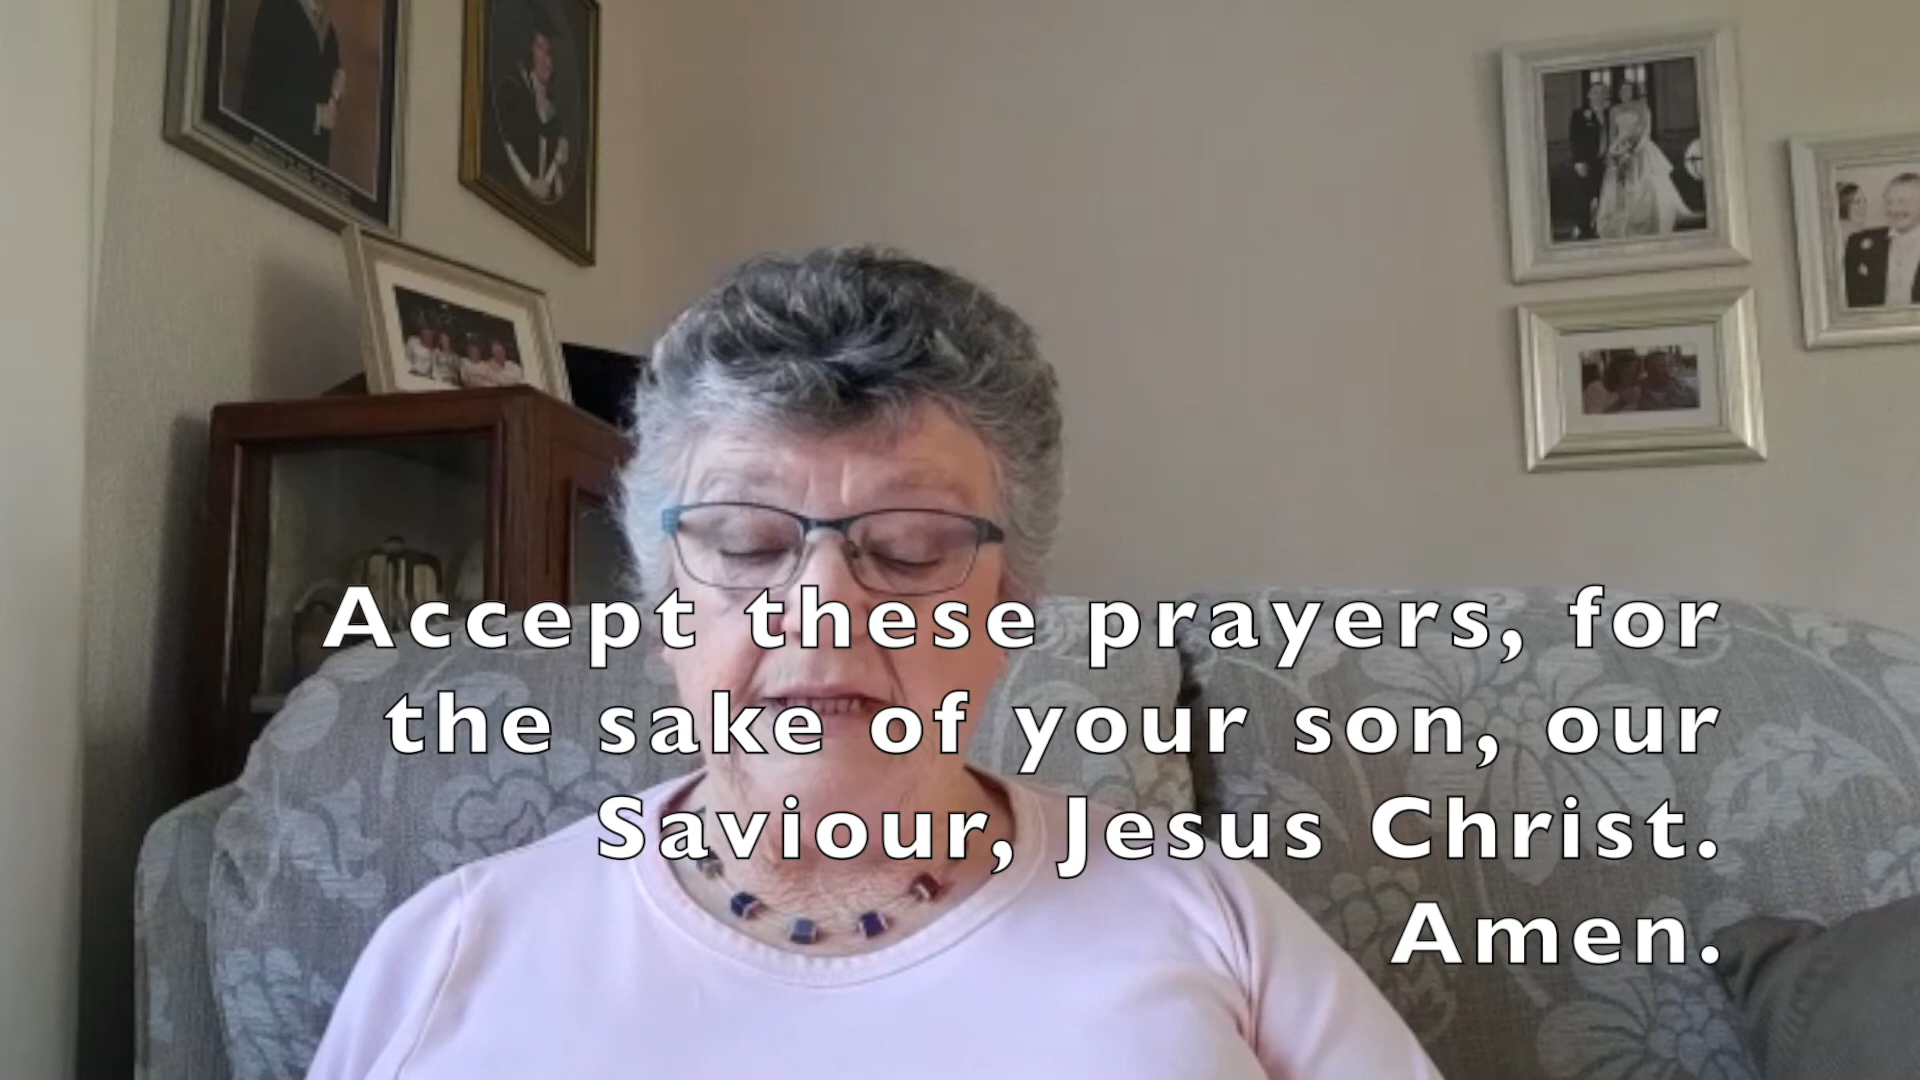 Accept these prayers, for
the sake of your son, our
Saviour, Jesus Christ.
Amen.